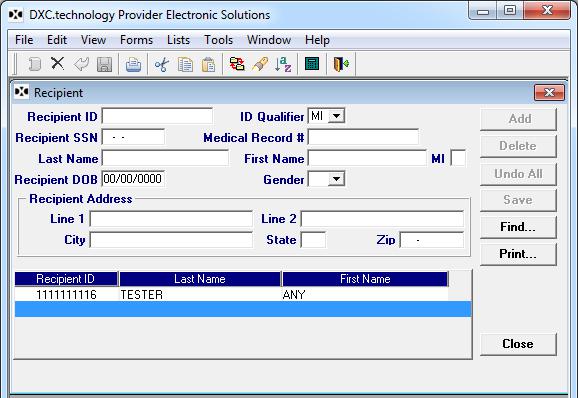 DXC.technology Provider Electronic Solutions
File Edit View Forms Lists Tools Window Help
Recipient
Recipient ID ID Qualifier MI Add
Recipient SSN - - Medical Record # Delete
Last Name First Name MI Undo All
Recipient DOB 00/00/0000 Gender Save
Recipient Address
Line 1 Line 2 Find...
City State Zip - Print...
Recipient ID Last Name First Name
1111111116 TESTER ANY
Close